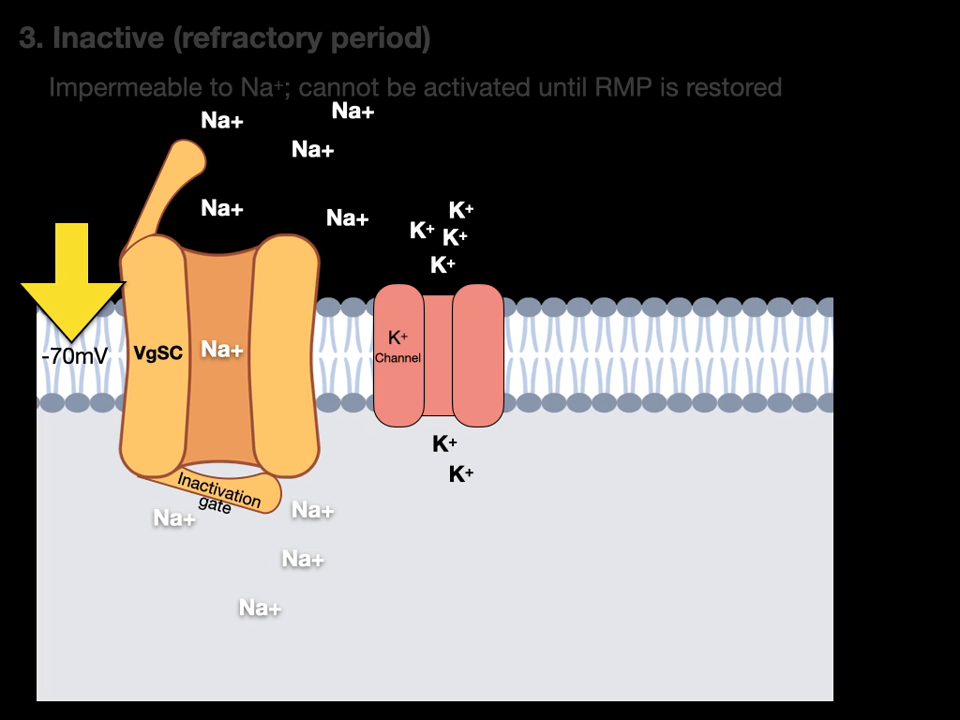 3. Inactive (refractory period)
Impermeable to Na⁺; cannot be activated until RMP is restored
Na+
Na+
Na+
Na+
Na+
K⁺
K⁺
K⁺
K⁺
-70mV
VgSC
Na+
K⁺
Channel
K⁺
K⁺
Inactivation
gate
Na+
Na+
Na+
Na+